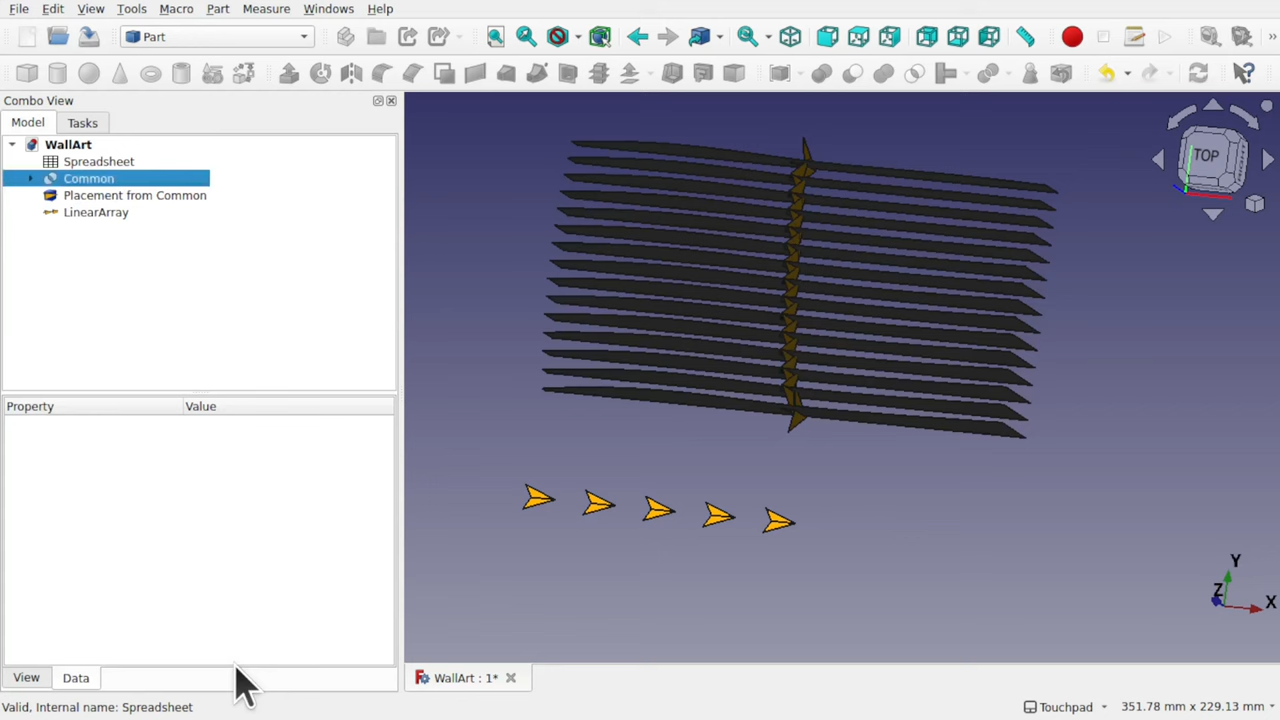 File Edit View Tools Macro Part Measure Windows Help
Part
»
»
Combo View
Model Tasks
WallArt
Spreadsheet
Common
Placement from Common
LinearArray
Property Value
View Data
TOP
Y
Z
X
WallArt : 1*
Valid, Internal name: Spreadsheet
Touchpad 351.78 mm x 229.13 mm